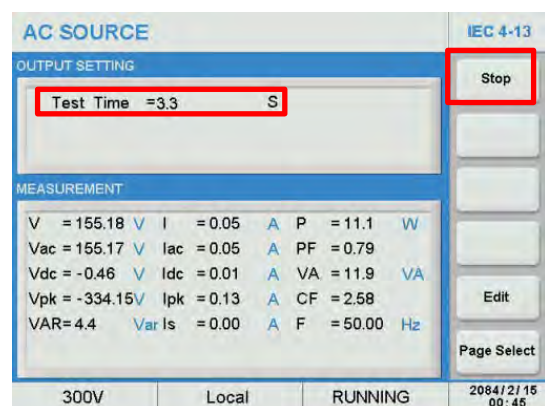 AC SOURCE
IEC 4-13
OUTPUT SETTING
Test Time =3.3 S
Stop
MEASUREMENT
V = 155.18 V I = 0.05 A P = 11.1 W
Vac = 155.17 V Iac = 0.05 A PF = 0.79
Vdc = -0.46 V Idc = 0.01 A VA = 11.9 VA
Vpk = -334.15V Ipk = 0.13 A CF = 2.58
VAR= 4.4 Var Is = 0.00 A F = 50.00 Hz
Edit
Page Select
300V Local RUNNING 2084/2/15
00:45